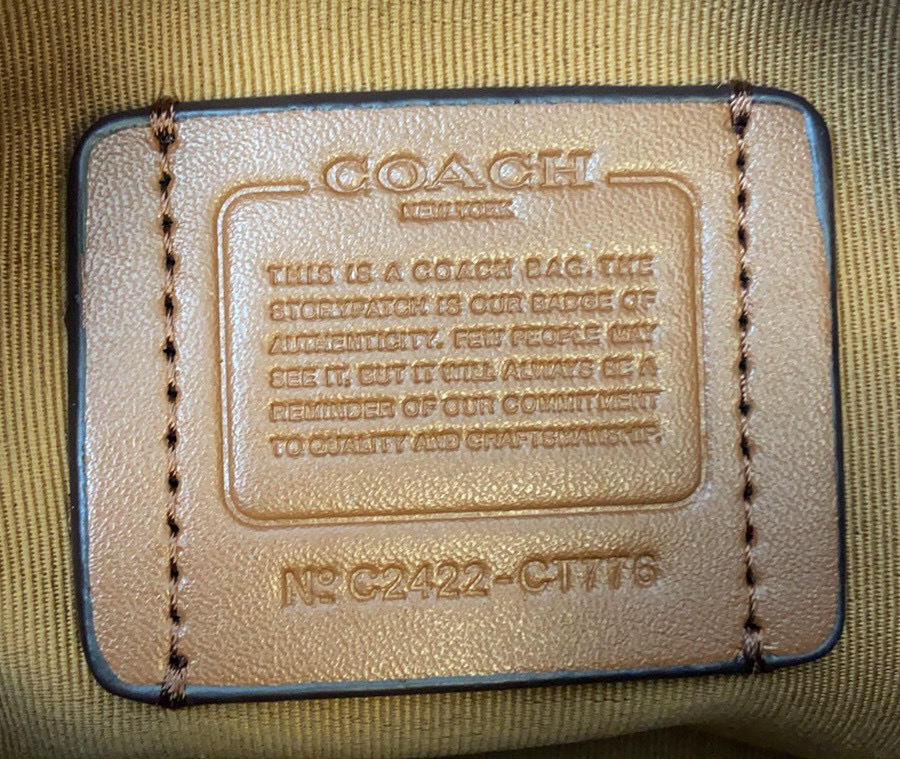 COACH
NEW YORK
THIS IS A COACH BAG. THE
STORYPATCH IS OUR BADGE OF
AUTHENTICITY. FEW PEOPLE MAY
SEE IT, BUT IT WILL ALWAYS BE A
REMINDER OF OUR COMMITMENT
TO QUALITY AND CRAFTSMANSHIP.
Nº C2422-CT776